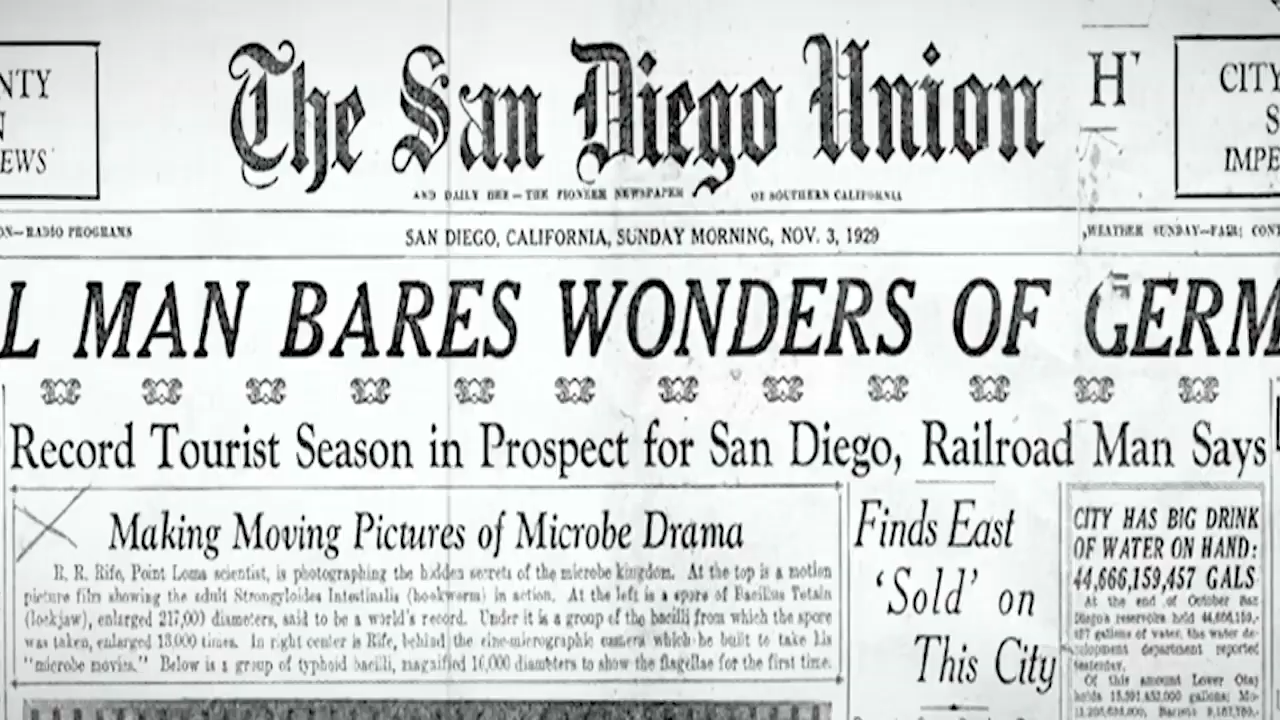 NTY
N
EWS
The San Diego Union
H
CITY
S
IMPE
AND DAILY BEE — THE PIONEER NEWSPAPER OF SOUTHERN CALIFORNIA
ON—RADIO PROGRAMS
SAN DIEGO, CALIFORNIA, SUNDAY MORNING, NOV. 3, 1929
WEATHER SUNDAY—FAIR; CONT
L MAN BARES WONDERS OF GERM
Record Tourist Season in Prospect for San Diego, Railroad Man Says
Making Moving Pictures of Microbe Drama
R. R. Rife, Point Loma scientist, is photographing the hidden secrets of the microbe kingdom. At the top is a motion
picture film showing the adult Strongyloides Intestinalis (hookworm) in action. At the left is a spore of Bacillus Tetain
(lockjaw), enlarged 217,000 diameters, said to be a world's record. Under it is a group of the bacilli from which the spore
was taken, enlarged 13,000 times. In right center is Rife, behind the cine-micrographic camera which he built to take his
"microbe movies." Below is a group of typhoid bacilli, magnified 16,000 diameters to show the flagellae for the first time.
Finds East
'Sold' on
This City
CITY HAS BIG DRINK
OF WATER ON HAND:
44,666,159,457 GALS
At the end of October San
Diego's reservoirs held 44,666,159,-
457 gallons of water, the water de-
velopment department reported
yesterday.
Of this amount Lower Otay
holds gallons; Mo-